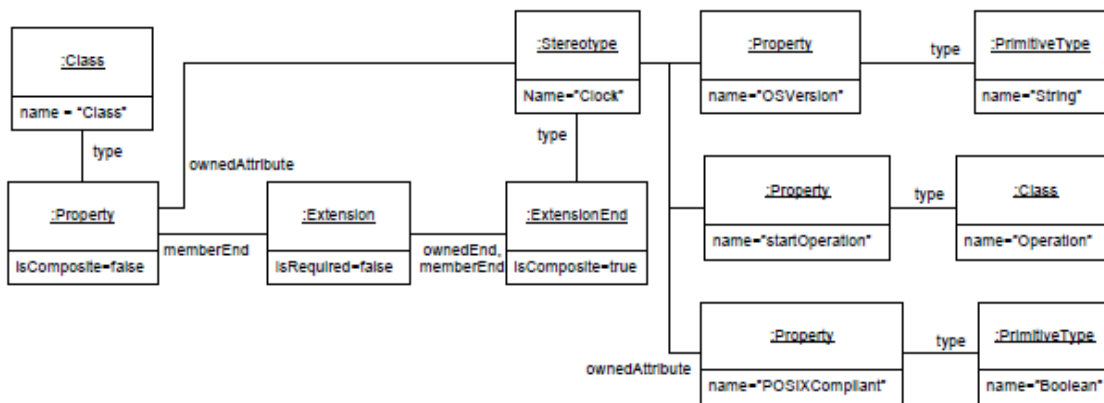 :Class
name = "Class"
:Stereotype
Name="Clock"
:Property
name="OSVersion"
type
:PrimitiveType
name="String"
type
ownedAttribute
type
:Property
isComposite=false
memberEnd
:Extension
isRequired=false
ownedEnd,
memberEnd
:ExtensionEnd
isComposite=true
:Property
name="startOperation"
type
:Class
name="Operation"
ownedAttribute
:Property
name="POSIXCompliant"
type
:PrimitiveType
name="Boolean"